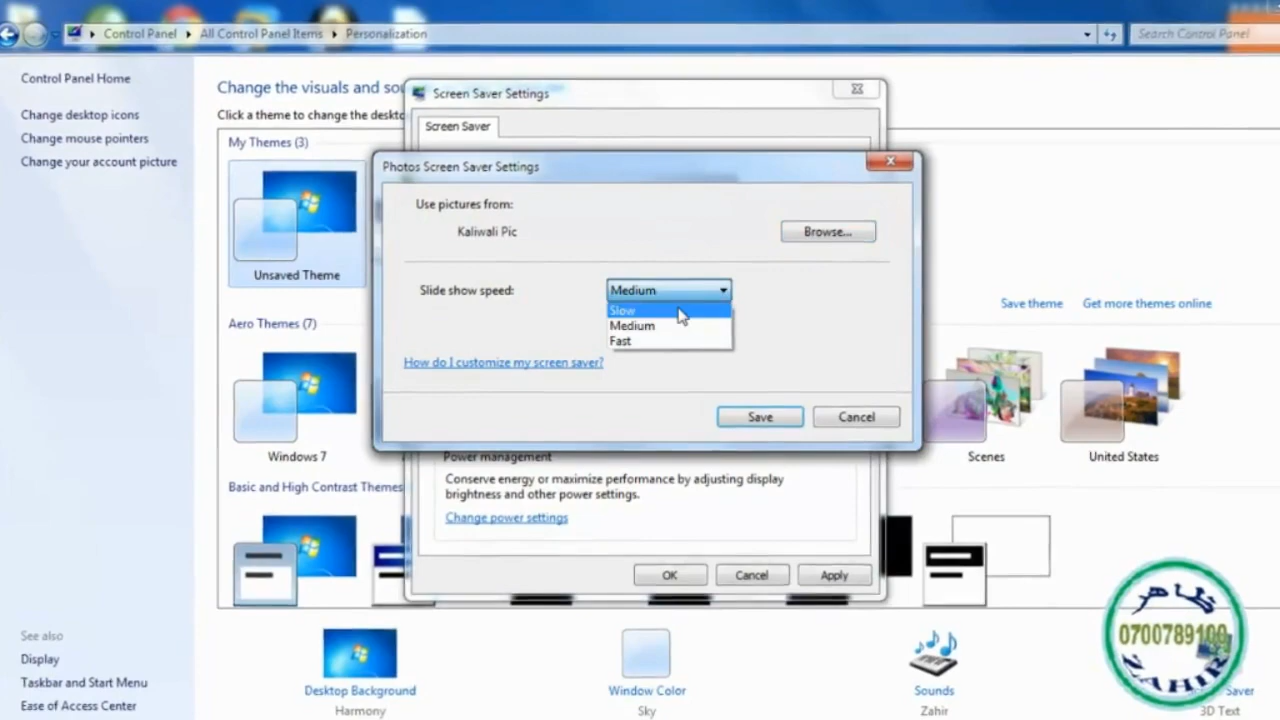 Control Panel ▸ All Control Panel Items ▸ Personalization
Search Control Panel
Control Panel Home
Change desktop icons
Change mouse pointers
Change your account picture
See also
Display
Taskbar and Start Menu
Ease of Access Center
Change the visuals and
Click a theme to change the
My Themes (3)
Unsaved Theme
Aero Themes (7)
Windows 7
Basic and High Contrast Themes
Screen Saver Settings
Screen Saver
Photos Screen Saver Settings
Use pictures from:
Kaliwali Pic
Browse...
Slide show speed:
Medium
Slow
Medium
Fast
How do I customize my screen saver?
Save
Cancel
Power management
Conserve energy or maximize performance by adjusting display
brightness and other power settings.
Change power settings
OK
Cancel
Apply
Save theme
Get more themes online
Scenes
United States
Desktop Background
Harmony
Window Color
Sky
Sounds
Zahir
Saver
3D Text
ظاهر
0700789100
ZAHIR